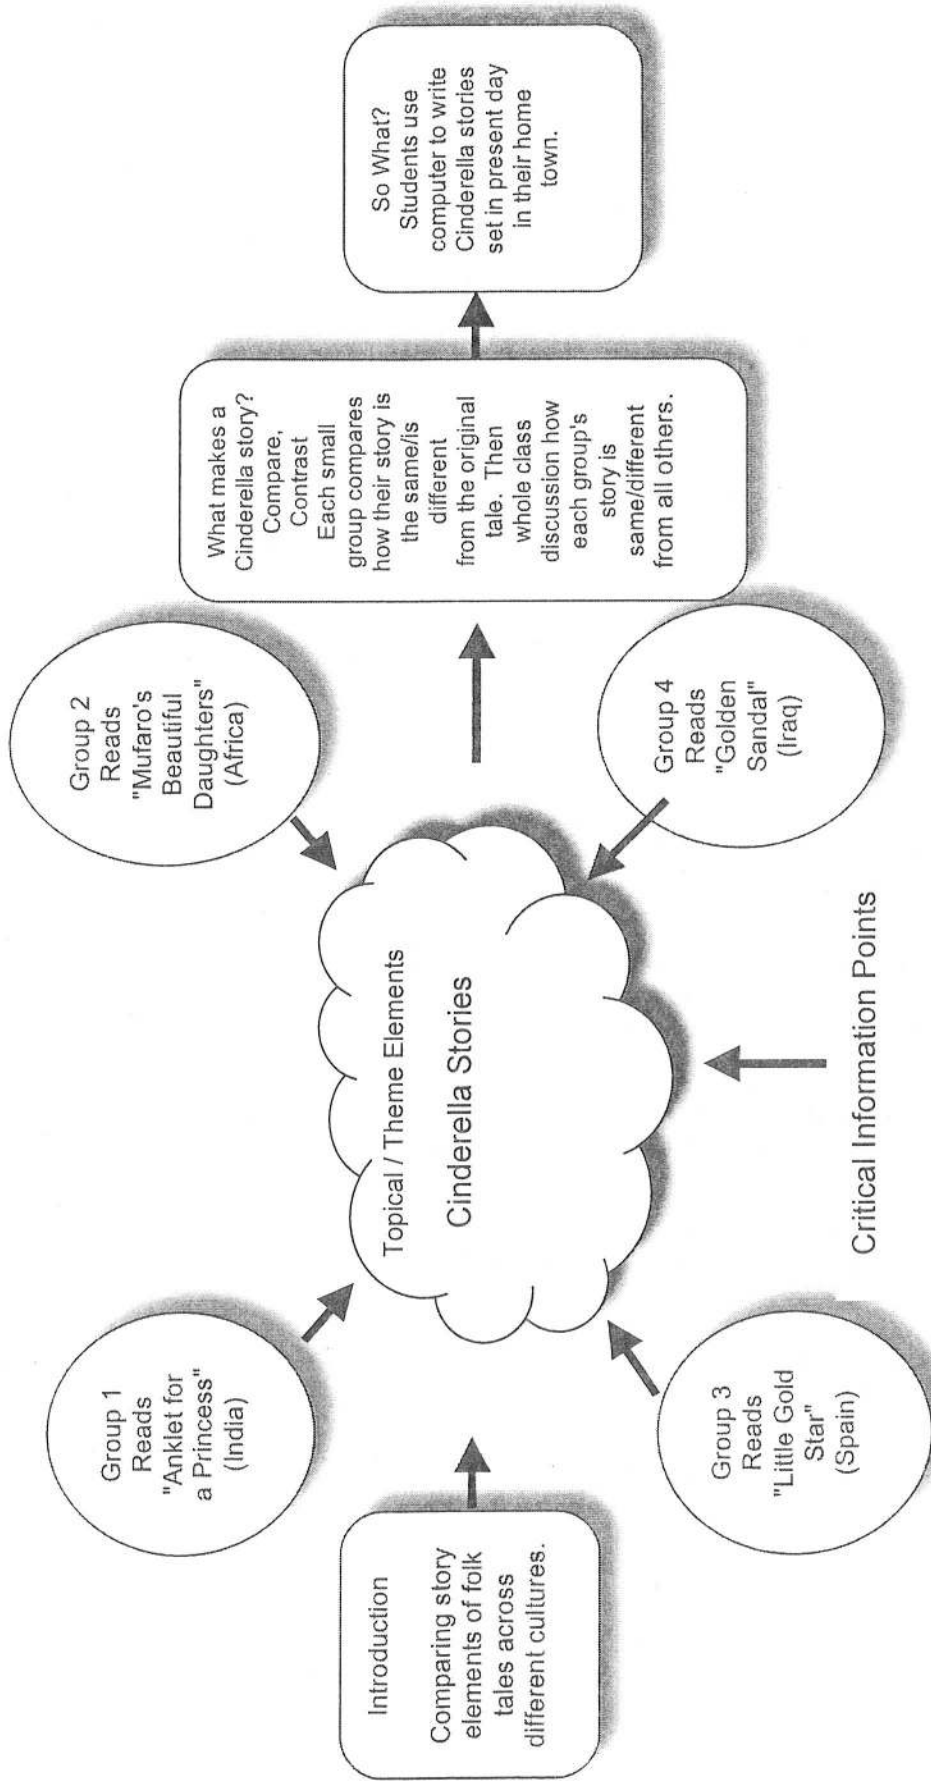 Introduction
Comparing story
elements of folk
tales across
different cultures.
Group 1
Reads
"Anklet for
a Princess"
(India)
Group 2
Reads
"Mufaro's
Beautiful
Daughters"
(Africa)
Topical / Theme Elements
Cinderella Stories
Group 3
Reads
"Little Gold
Star"
(Spain)
Group 4
Reads
"Golden
Sandal"
(Iraq)
Critical Information Points
What makes a
Cinderella story?
Compare,
Contrast
Each small
group compares
how their story is
the same/is
different
from the original
tale. Then
whole class
discussion how
each group's
story is
same/different
from all others.
So What?
Students use
computer to write
Cinderella stories
set in present day
in their home
town.